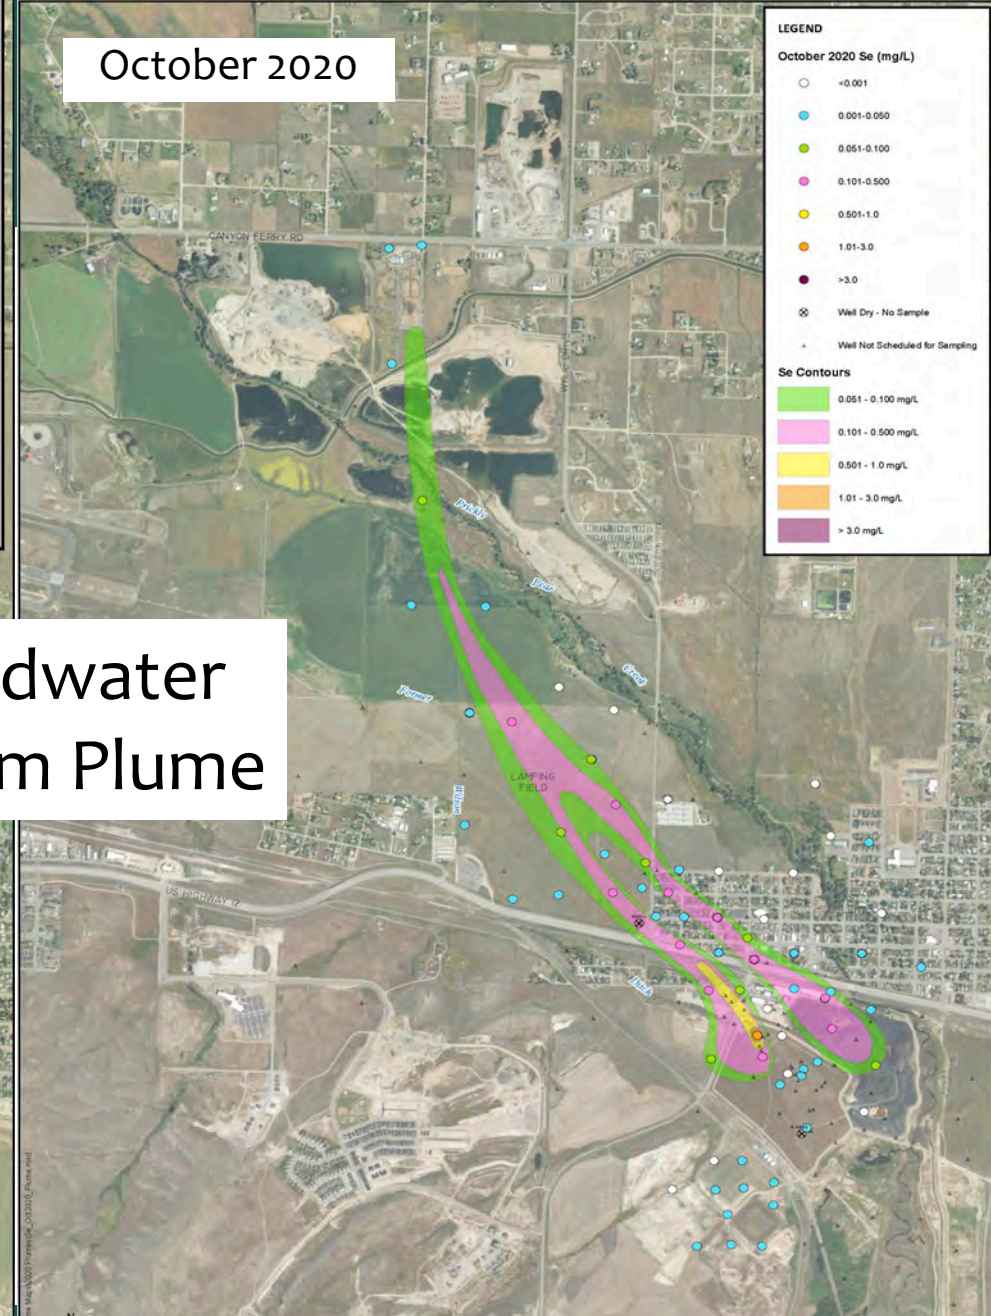 October 2020
LEGEND
October 2020 Se (mg/L)
<0.001
0.001-0.050
0.051-0.100
0.101-0.500
0.501-1.0
1.01-3.0
>3.0
Well Dry - No Sample
Well Not Scheduled for Sampling
Se Contours
0.051 - 0.100 mg/L
0.101 - 0.500 mg/L
0.501 - 1.0 mg/L
1.01 - 3.0 mg/L
> 3.0 mg/L
CANYON FERRY RD
Prickly
Pear
Creek
dwater
m Plume
Former
LAMPING
FIELD
Wilson
US HIGHWAY 12
Ditch